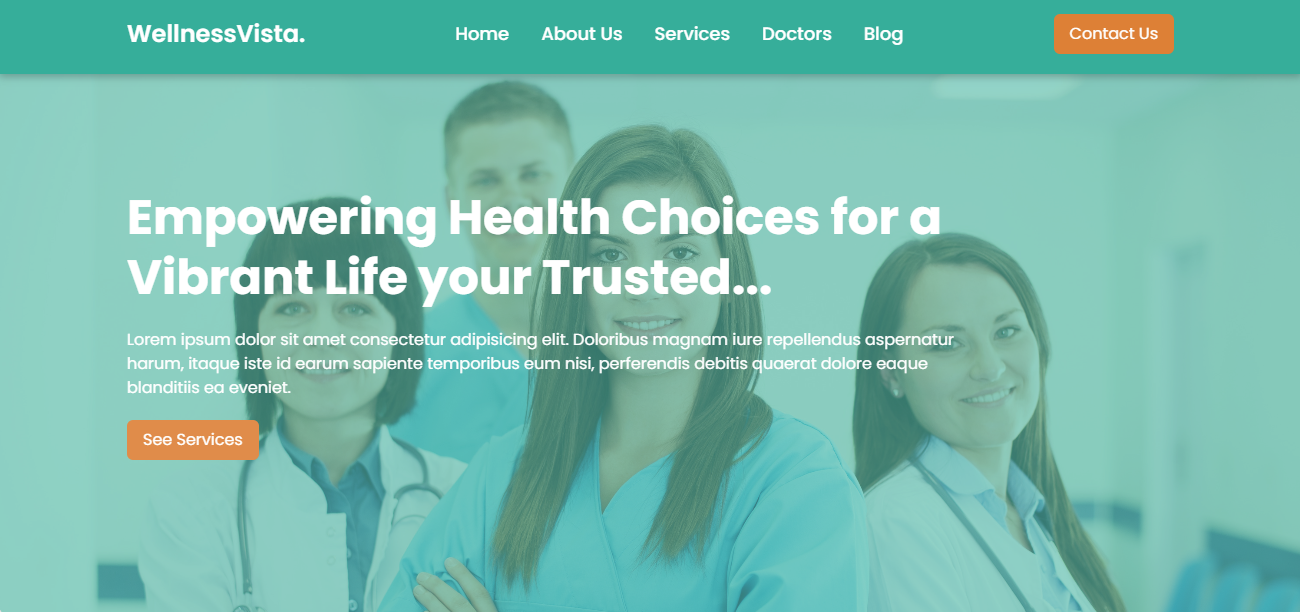 WellnessVista.
Home About Us Services Doctors Blog
Contact Us
Empowering Health Choices for a
Vibrant Life your Trusted...
Lorem ipsum dolor sit amet consectetur adipisicing elit. Doloribus magnam iure repellendus aspernatur
harum, itaque iste id earum sapiente temporibus eum nisi, perferendis debitis quaerat dolore eaque
blanditiis ea eveniet.
See Services